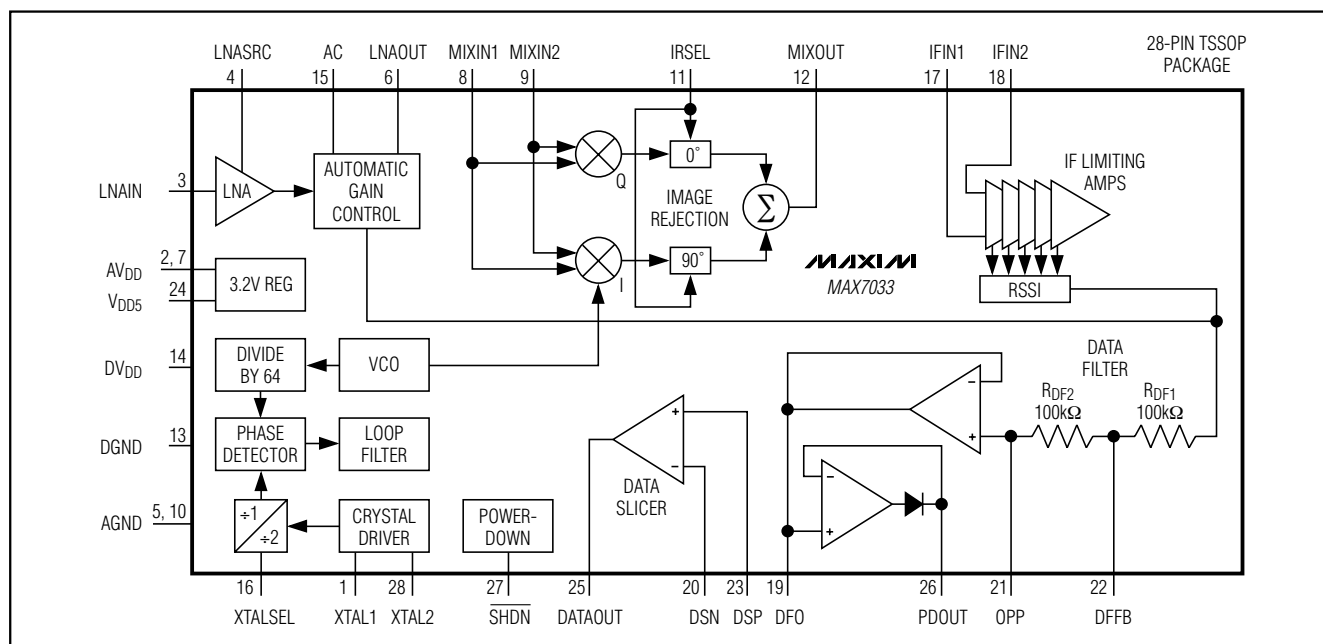 LNASRC
4
AC
15
LNAOUT
6
MIXIN1
8
MIXIN2
9
IRSEL
11
MIXOUT
12
IFIN1
17
IFIN2
18
28-PIN TSSOP
PACKAGE
LNAIN
3
LNA
AUTOMATIC
GAIN
CONTROL
Q
0°
IMAGE
REJECTION
Σ
IF LIMITING
AMPS
AVDD
2, 7
VDD5
24
3.2V REG
I
90°
MAXIM
MAX7033
RSSI
DVDD
14
DIVIDE
BY 64
VCO
DATA
FILTER
RDF2
100kΩ
RDF1
100kΩ
DGND
13
PHASE
DETECTOR
LOOP
FILTER
+
−
DATA
SLICER
−
+
−
+
AGND
5, 10
÷1
÷2
CRYSTAL
DRIVER
POWER-
DOWN
16
XTALSEL
1
XTAL1
28
XTAL2
27
SHDN
25
DATAOUT
20
DSN
23
DSP
19
DFO
26
PDOUT
21
OPP
22
DFFB